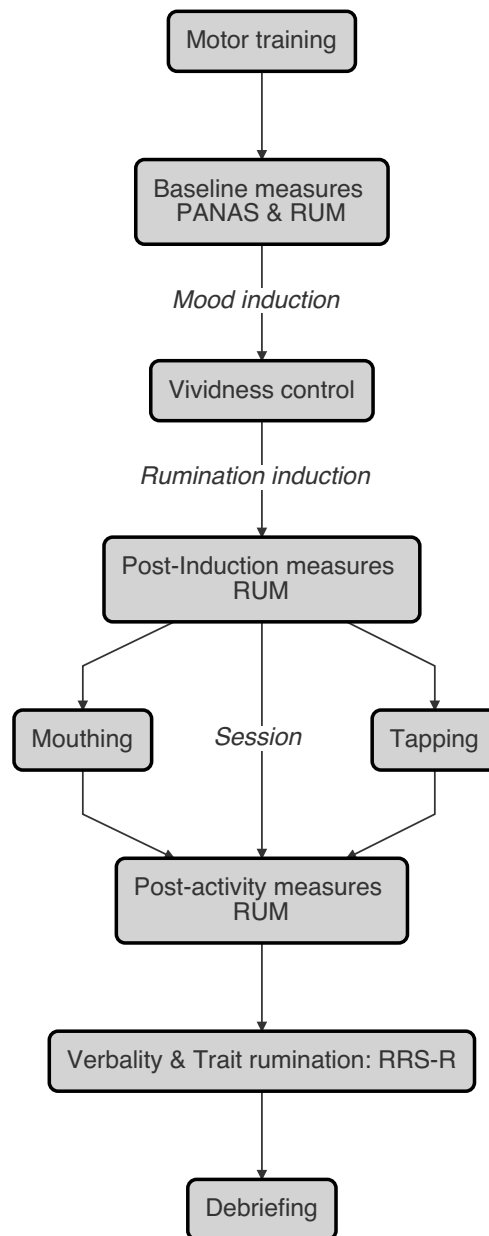 Motor training
Baseline measures
PANAS & RUM
Mood induction
Vividness control
Rumination induction
Post-Induction measures
RUM
Mouthing
Session
Tapping
Post-activity measures
RUM
Verbality & Trait rumination: RRS-R
Debriefing